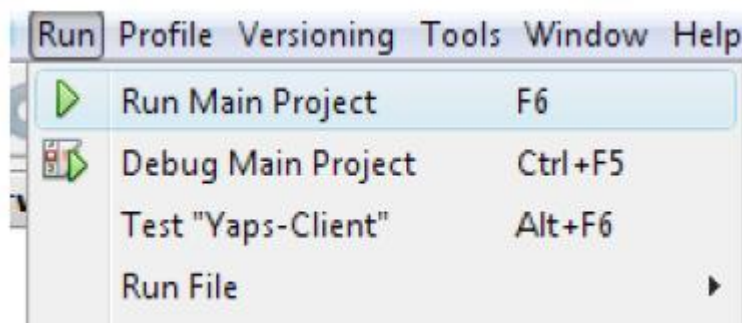 Run Profile Versioning Tools Window Help
Run Main Project F6
Debug Main Project Ctrl+F5
Test "Yaps-Client" Alt+F6
Run File